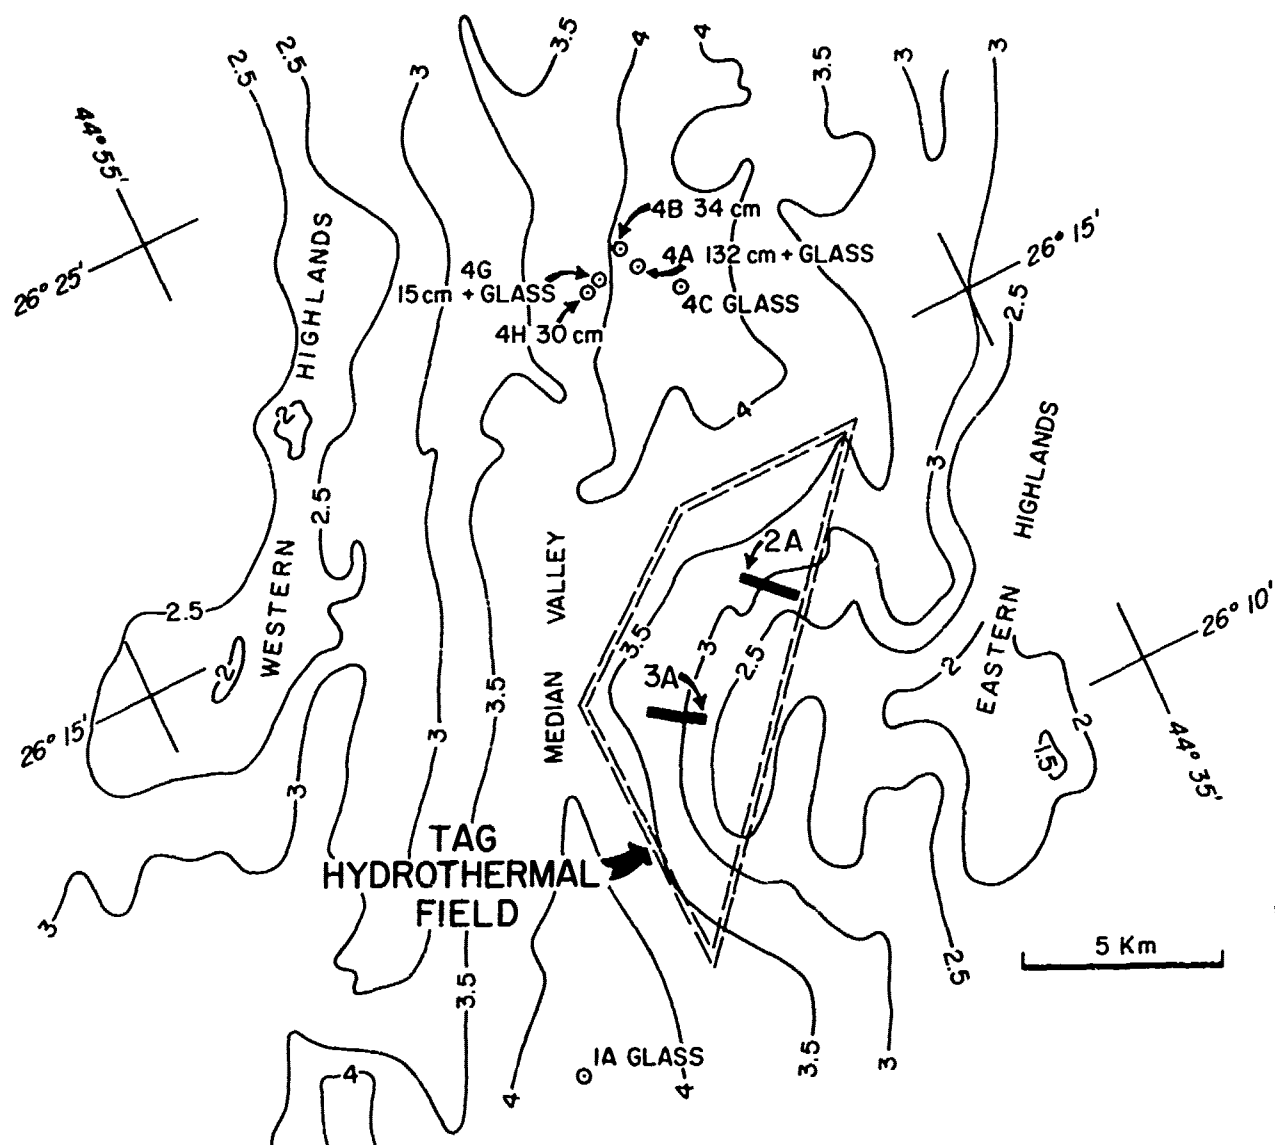 2.5
2.5
3
3.5
4
4
3.5
3
3
44° 55'
26° 25'
HIGHLANDS
4B 34 cm
4A 132 cm + GLASS
4G
15 cm + GLASS
4C GLASS
4H 30 cm
26° 15'
2.5
2
4
3
HIGHLANDS
2.5
WESTERN
MEDIAN VALLEY
2A
2.5
26° 10'
EASTERN
2
3.5
3
2.5
2
3A
3.5
2
26° 15'
3
1.5
44° 35'
3
TAG
HYDROTHERMAL
FIELD
3
5 Km
2.5
3.5
1A GLASS
4
4
4
3.5
3